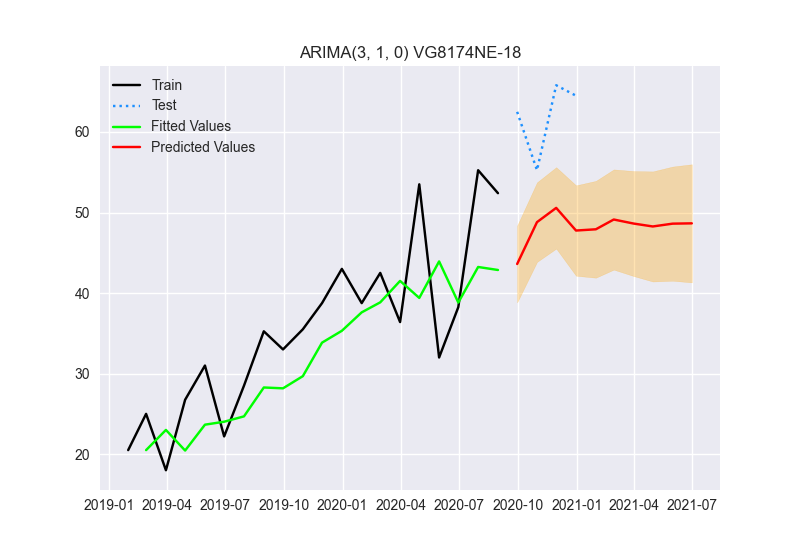 ARIMA(3, 1, 0) VG8174NE-18
Train
Test
Fitted Values
Predicted Values
60
50
40
30
20
2019-01 2019-04 2019-07 2019-10 2020-01 2020-04 2020-07 2020-10 2021-01 2021-04 2021-07